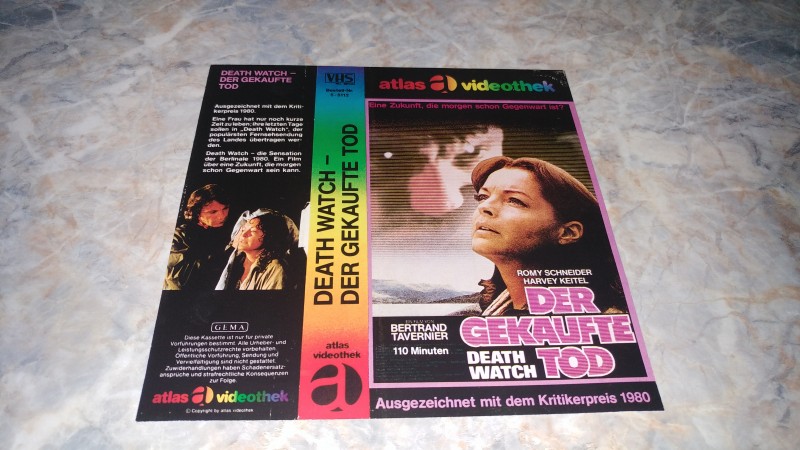 DEATH WATCH –
DER GEKAUFTE
TOD
Ausgezeichnet mit dem Kriti-
kerpreis 1980.
Eine Frau hat nur noch kurze
Zeit zu leben; ihre letzten Tage
sollen in „Death Watch“, der
populärsten Fernsehsendung
des Landes übertragen wer-
den.
Death Watch – die Sensation
der Berlinale 1980. Ein Film
über eine Zukunft, die morgen
schon Gegenwart sein kann.
GEMA
Diese Kassette ist nur für private
Vorführungen bestimmt. Alle Urheber- und
Leistungsschutzrechte vorbehalten.
Öffentliche Vorführung, Sendung und
Vervielfältigung sind nicht gestattet.
Zuwiderhandlungen haben Schadenersatz-
ansprüche und strafrechtliche Konsequenzen
zur Folge.
atlas a videothek
© Copyright by atlas videothek
VHS
DEATH WATCH –
DER GEKAUFTE TOD
atlas
videothek
a
atlas a videothek
Eine Zukunft, die morgen schon Gegenwart ist?
ROMY SCHNEIDER
HARVEY KEITEL
DER
GEKAUFTE
TOD
DEATH
WATCH
EIN FILM VON
BERTRAND
TAVERNIER
110 Minuten
Ausgezeichnet mit dem Kritikerpreis 1980